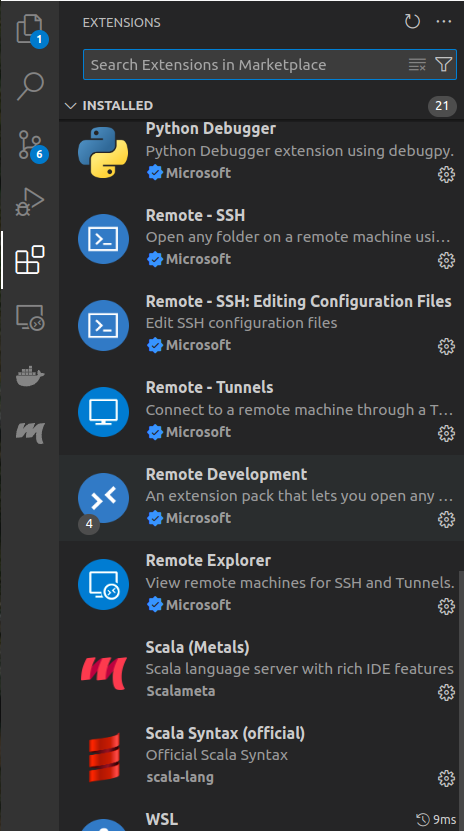 1
EXTENSIONS
Search Extensions in Marketplace
INSTALLED
21
Python Debugger
Python Debugger extension using debugpy.
Microsoft
6
Remote - SSH
Open any folder on a remote machine usi...
Microsoft
Remote - SSH: Editing Configuration Files
Edit SSH configuration files
Microsoft
Remote - Tunnels
Connect to a remote machine through a T...
Microsoft
Remote Development
An extension pack that lets you open any ...
Microsoft
4
Remote Explorer
View remote machines for SSH and Tunnels.
Microsoft
Scala (Metals)
Scala language server with rich IDE features
Scalameta
Scala Syntax (official)
Official Scala Syntax
scala-lang
WSL
9ms